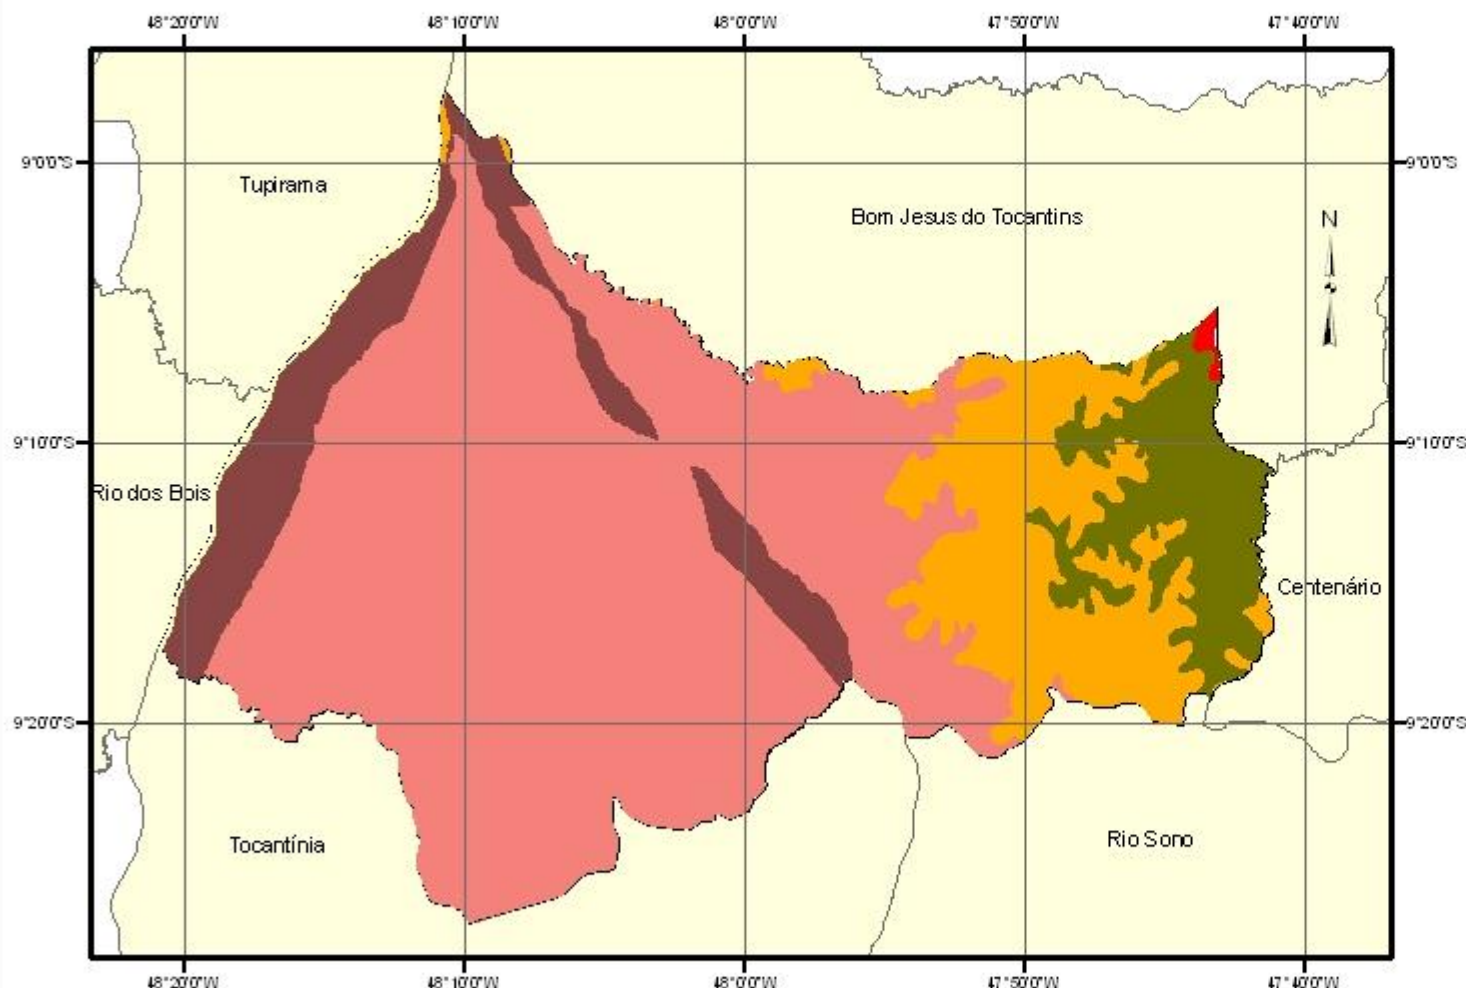 48°20'0"W 48°10'0"W 48°0'0"W 47°50'0"W 47°40'0"W
9°0'0"S 9°0'0"S
Tupirama
Bom Jesus do Tocantins
N
9°10'0"S 9°10'0"S
Rio dos Bois
Centenário
9°20'0"S 9°20'0"S
Tocantínia
Rio Sono
48°20'0"W 48°10'0"W 48°0'0"W 47°50'0"W 47°40'0"W